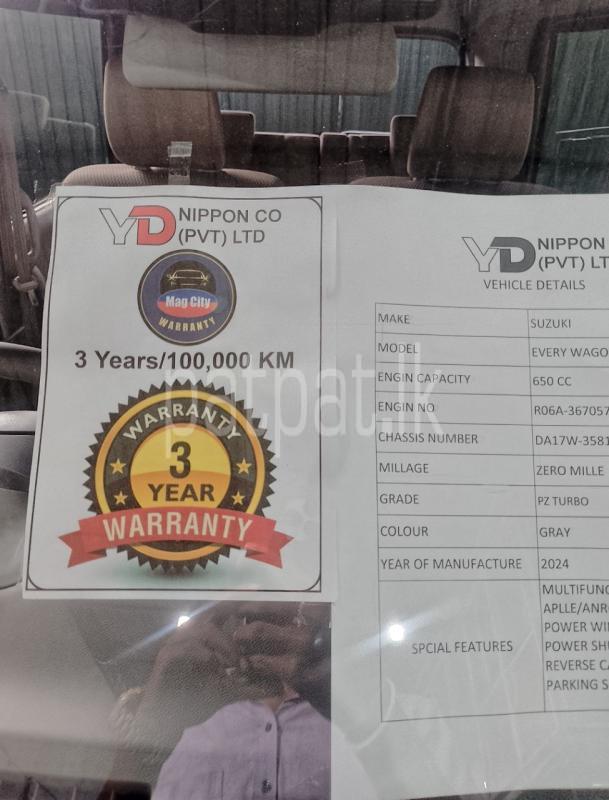 YD NIPPON CO
(PVT) LTD
Mag City
WARRANTY
3 Years/100,000 KM
WARRANTY
3
YEAR
WARRANTY
YD NIPPON
(PVT) LT
VEHICLE DETAILS
MAKE SUZUKI
MODEL EVERY WAGO
ENGIN CAPACITY 650 CC
ENGIN NO R06A-367057
CHASSIS NUMBER DA17W-3581
MILLAGE ZERO MILLE
GRADE PZ TURBO
COLOUR GRAY
YEAR OF MANUFACTURE 2024
SPCIAL FEATURES
MULTIFUNC
APLLE/ANR
POWER WI
POWER SHU
REVERSE CA
PARKING S
patpat.lk